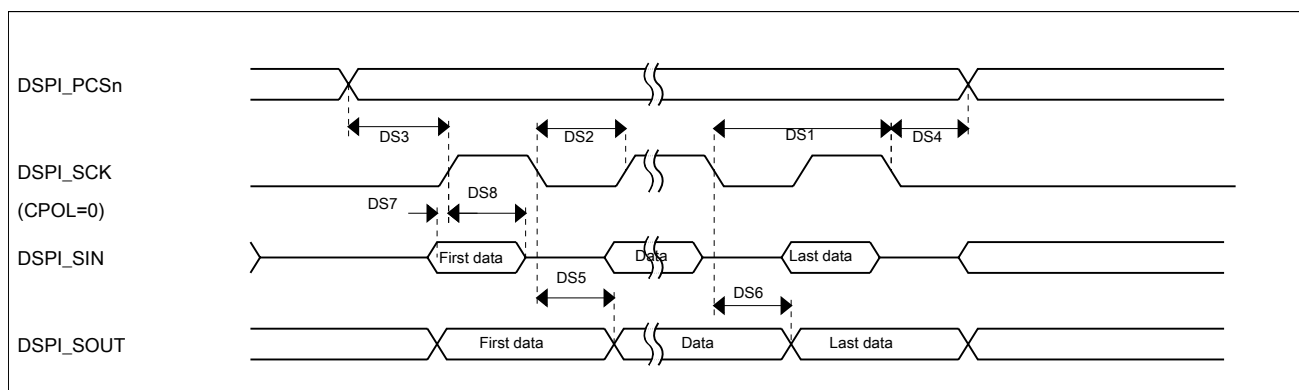 DSPI_PCSn
DS3
DS2
DS1
DS4
DSPI_SCK
(CPOL=0)
DS7
DS8
DSPI_SIN
First data
Data
Last data
DS5
DS6
DSPI_SOUT
First data
Data
Last data